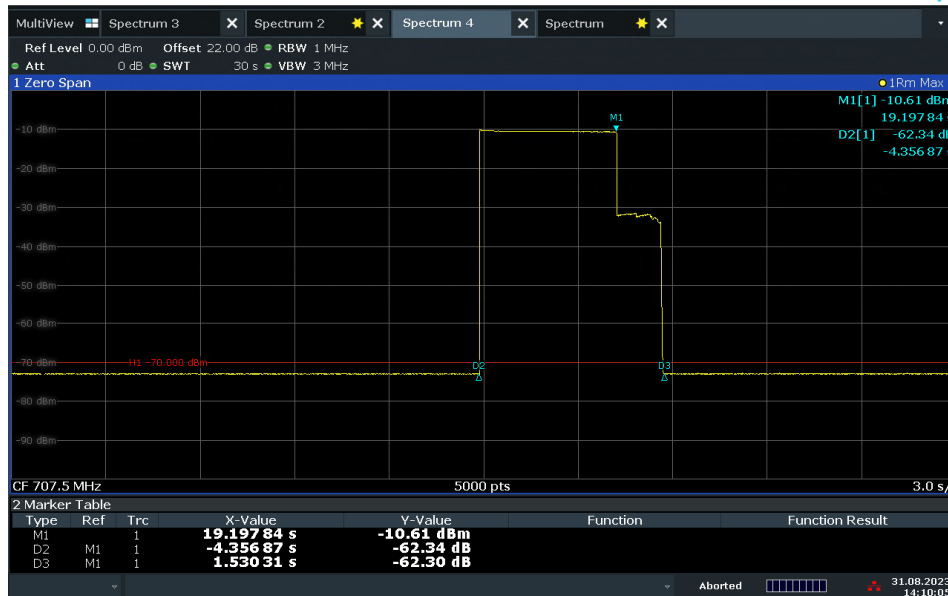 MultiView Spectrum 3 Spectrum 2 Spectrum 4 Spectrum
Ref Level 0.00 dBm Offset 22.00 dB RBW 1 MHz
Att 0 dB SWT 30 s VBW 3 MHz
1 Zero Span 1Rm Max
M1[1] -10.61 dBm
19.197 84
D2[1] -62.34 dB
-4.356 87
M1
-10 dBm
-20 dBm
-30 dBm
-40 dBm
-50 dBm
-60 dBm
-70 dBm H1 -70.000 dBm
D2 D3
-80 dBm
-90 dBm
CF 707.5 MHz 5000 pts 3.0 s/
2 Marker Table
Type Ref Trc X-Value Y-Value Function Function Result
M1 1 19.197 84 s -10.61 dBm
D2 M1 1 -4.356 87 s -62.34 dB
D3 M1 1 1.530 31 s -62.30 dB
Aborted 31.08.2023
14:10:09